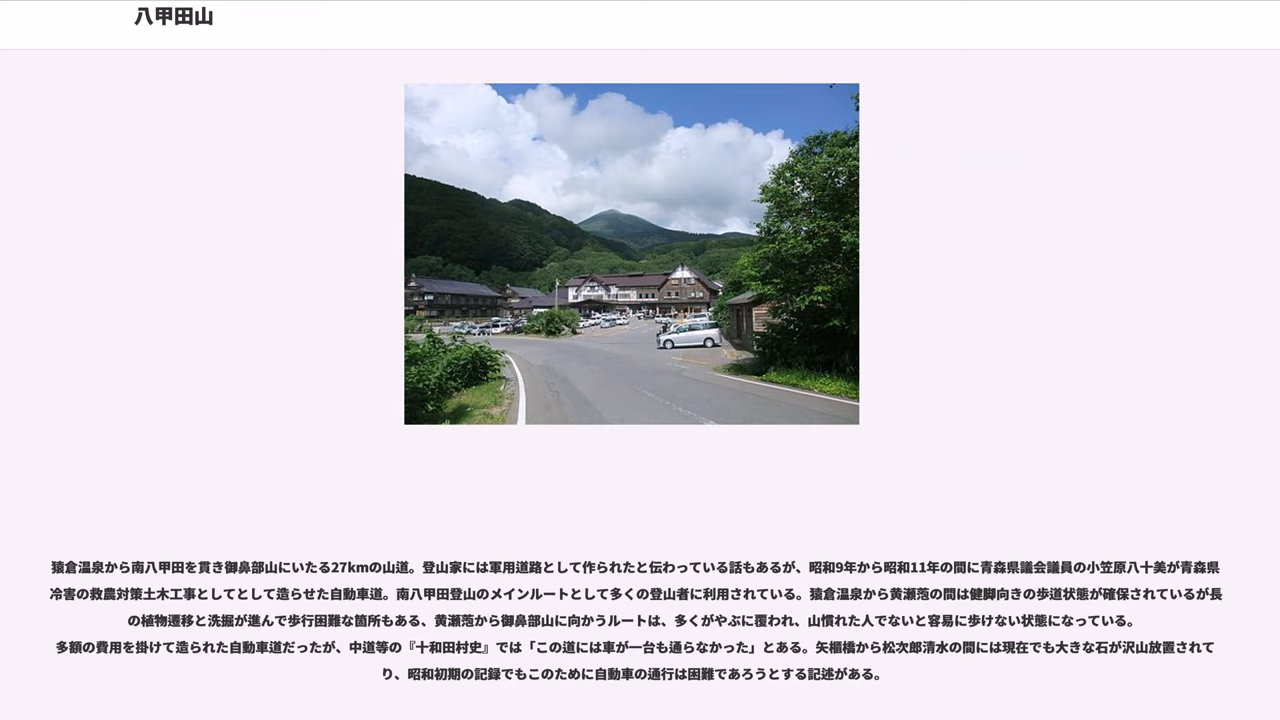 八甲田山
猿倉温泉から南八甲田を貫き御鼻部山にいたる27kmの山道。登山家には軍用道路として作られたと伝わっている話もあるが、昭和9年から昭和11年の間に青森県議会議員の小笠原八十美が青森県
冷害の救農対策土木工事としてとして造らせた自動車道。南八甲田登山のメインルートとして多くの登山者に利用されている。猿倉温泉から黄瀬萢の間は健脚向きの歩道状態が確保されているが長年
の植物遷移と洗掘が進んで歩行困難な箇所もある、黄瀬萢から御鼻部山に向かうルートは、多くがやぶに覆われ、山慣れた人でないと容易に歩けない状態になっている。
多額の費用を掛けて造られた自動車道だったが、中道等の『十和田村史』では「この道には車が一台も通らなかった」とある。矢櫃橋から松次郎清水の間には現在でも大きな石が沢山放置されて
り、昭和初期の記録でもこのために自動車の通行は困難であろうとする記述がある。